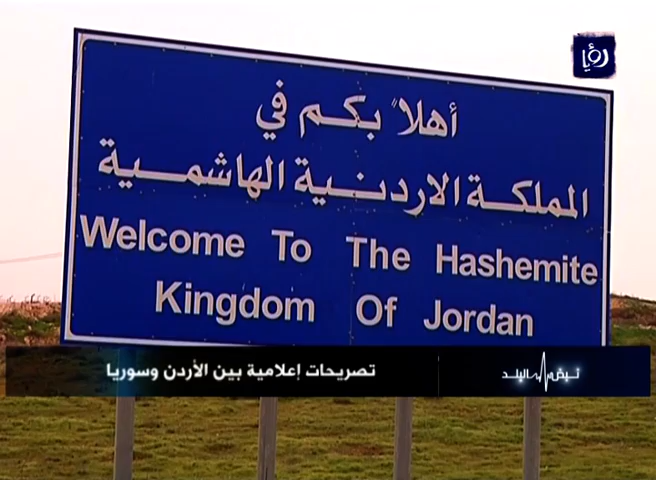 رؤيا
أهلاً بكم في
المملكة الاردنية الهاشمية
Welcome To The Hashemite
Kingdom Of Jordan
نبض البلد
تصريحات إعلامية بين الأردن وسوريا